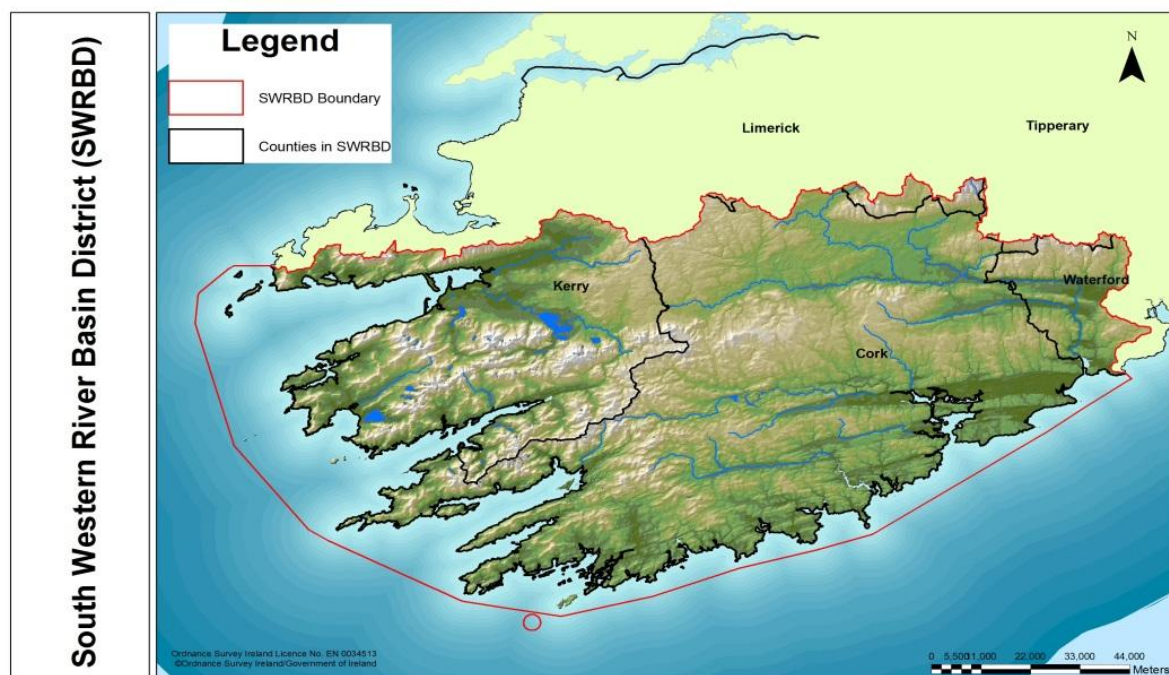 South Western River Basin District (SWRBD)
Legend
SWRBD Boundary
Counties in SWRBD
N
Limerick
Tipperary
Kerry
Waterford
Cork
Ordnance Survey Ireland Licence No. EN 0034513
©Ordnance Survey Ireland/Government of Ireland
0 5,500 11,000 22,000 33,000 44,000
Meters